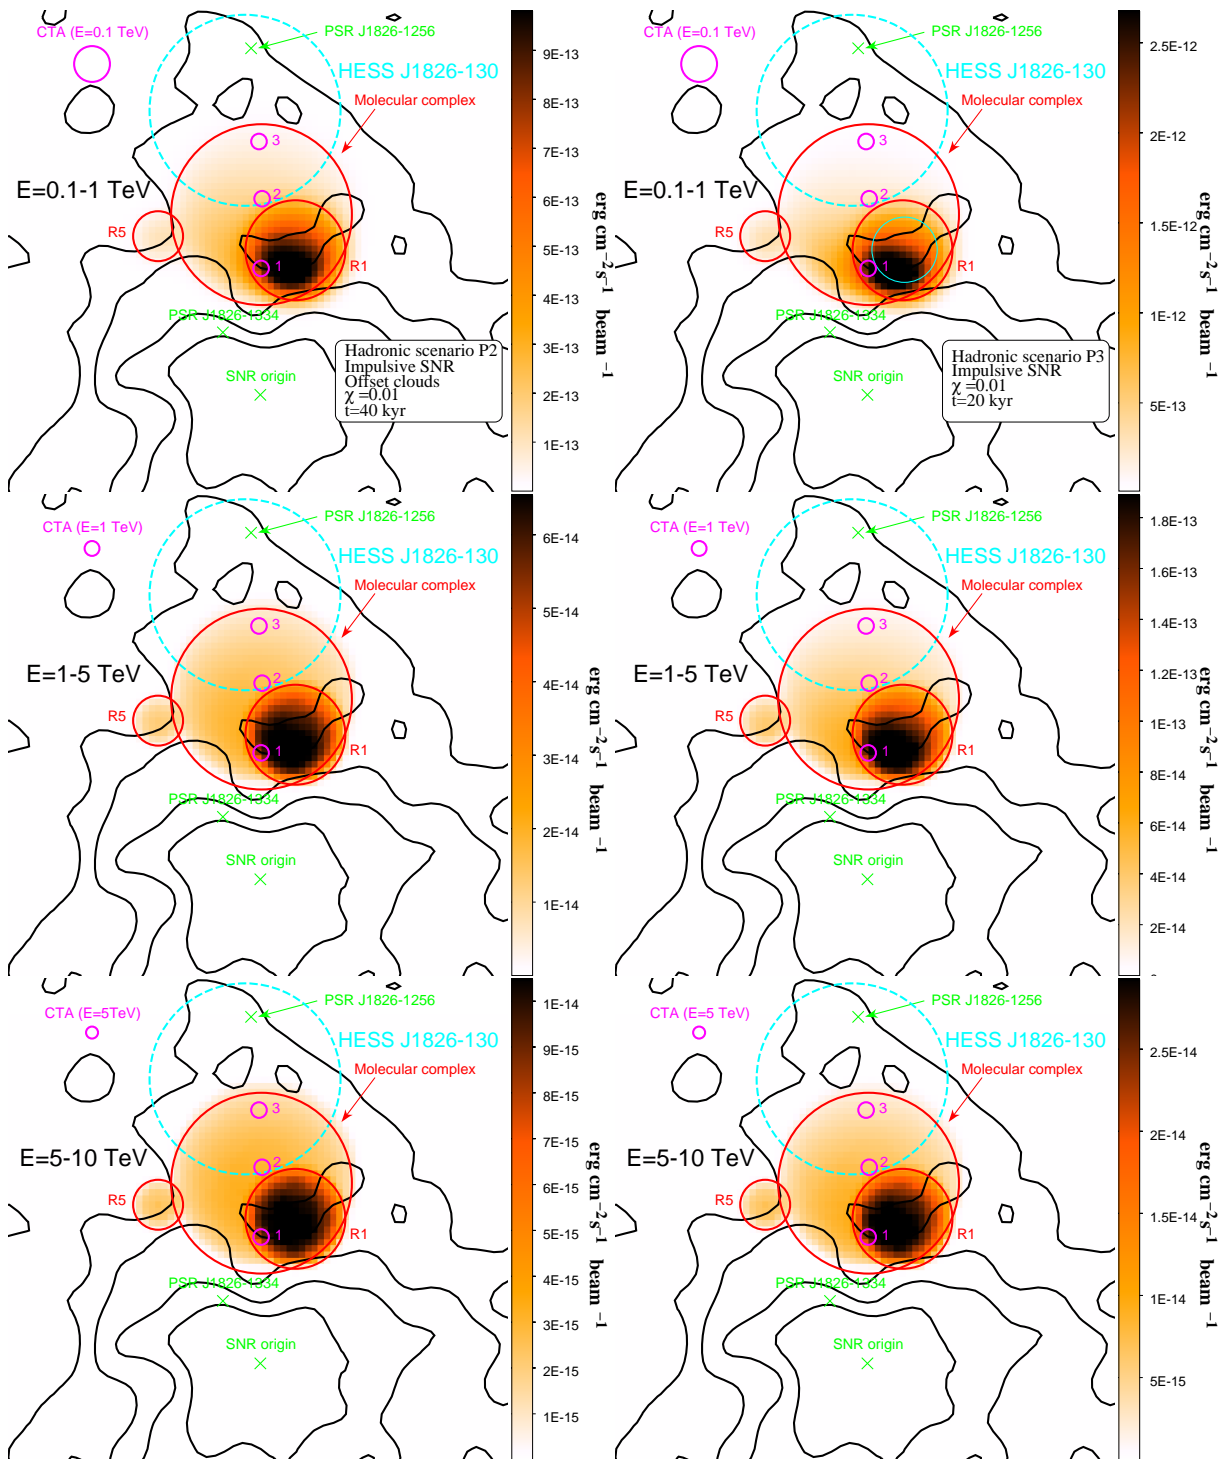 CTA (E=0.1 TeV)
PSR J1826-1256
HESS J1826-130
Molecular complex
3
E=0.1-1 TeV
2
R5
1
R1
PSR J1826-1334
SNR origin
Hadronic scenario P2
Impulsive SNR
Offset clouds
χ =0.01
t=40 kyr
9E-13
8E-13
7E-13
6E-13
5E-13
4E-13
3E-13
2E-13
1E-13
erg cm⁻²s⁻¹ beam ⁻¹
CTA (E=0.1 TeV)
PSR J1826-1256
HESS J1826-130
Molecular complex
3
E=0.1-1 TeV
2
R5
1
R1
PSR J1826-1334
SNR origin
Hadronic scenario P3
Impulsive SNR
χ =0.01
t=20 kyr
2.5E-12
2E-12
1.5E-12
1E-12
5E-13
erg cm⁻²s⁻¹ beam ⁻¹
CTA (E=1 TeV)
PSR J1826-1256
HESS J1826-130
Molecular complex
3
E=1-5 TeV
2
R5
1
R1
PSR J1826-1334
SNR origin
6E-14
5E-14
4E-14
3E-14
2E-14
1E-14
erg cm⁻²s⁻¹ beam ⁻¹
CTA (E=1 TeV)
PSR J1826-1256
HESS J1826-130
Molecular complex
3
E=1-5 TeV
2
R5
1
R1
PSR J1826-1334
SNR origin
1.8E-13
1.6E-13
1.4E-13
1.2E-13
1E-13
8E-14
6E-14
4E-14
2E-14
erg cm⁻²s⁻¹ beam ⁻¹
CTA (E=5TeV)
PSR J1826-1256
HESS J1826-130
Molecular complex
3
E=5-10 TeV
2
R5
1
R1
PSR J1826-1334
SNR origin
1E-14
9E-15
8E-15
7E-15
6E-15
5E-15
4E-15
3E-15
2E-15
1E-15
erg cm⁻²s⁻¹ beam ⁻¹
CTA (E=5 TeV)
PSR J1826-1256
HESS J1826-130
Molecular complex
3
E=5-10 TeV
2
R5
1
R1
PSR J1826-1334
SNR origin
2.5E-14
2E-14
1.5E-14
1E-14
5E-15
erg cm⁻²s⁻¹ beam ⁻¹